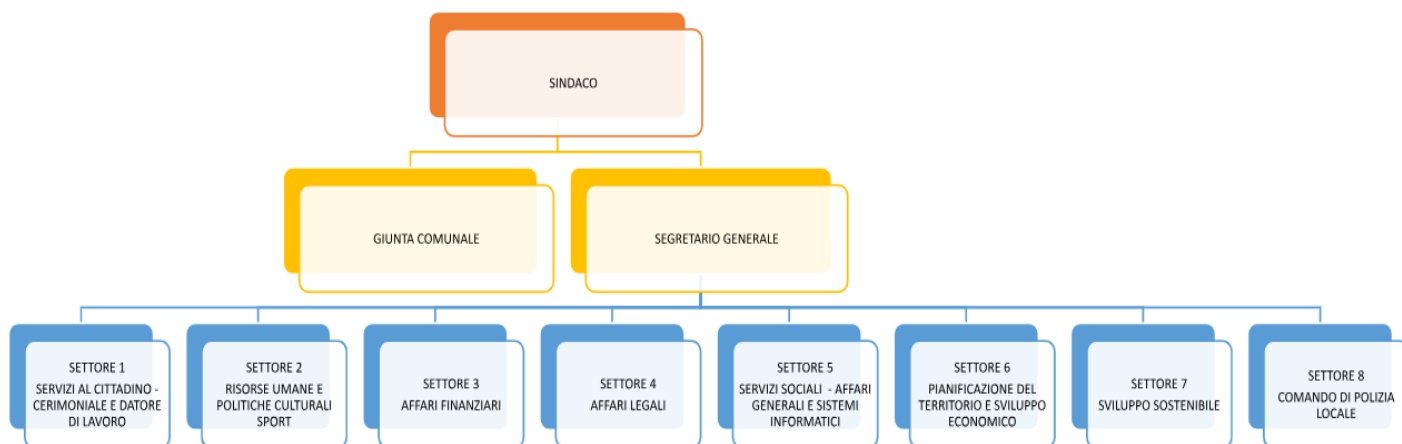 SINDACO
GIUNTA COMUNALE
SEGRETARIO GENERALE
SETTORE 1
SERVIZI AL CITTADINO -
CERIMONIALE E DATORE
DI LAVORO
SETTORE 2
RISORSE UMANE E
POLITICHE CULTURALI
SPORT
SETTORE 3
AFFARI FINANZIARI
SETTORE 4
AFFARI LEGALI
SETTORE 5
SERVIZI SOCIALI - AFFARI
GENERALI E SISTEMI
INFORMATICI
SETTORE 6
PIANIFICAZIONE DEL
TERRITORIO E SVILUPPO
ECONOMICO
SETTORE 7
SVILUPPO SOSTENIBILE
SETTORE 8
COMANDO DI POLIZIA
LOCALE